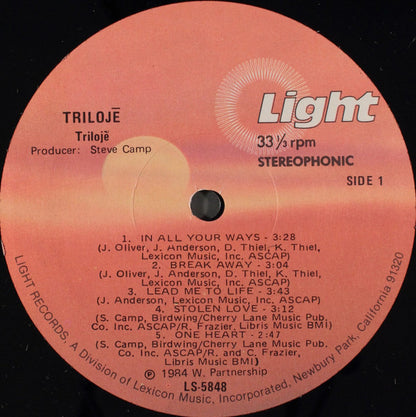 TRILOJĒ
Trilojē
Producer: Steve Camp
Light
33 1/3 rpm
STEREOPHONIC
SIDE 1
1. IN ALL YOUR WAYS - 3:28
(J. Oliver, J. Anderson, D. Thiel, K. Thiel,
Lexicon Music, Inc. ASCAP)
2. BREAK AWAY - 3:04
(J. Oliver, J. Anderson, D. Thiel, K. Thiel,
Lexicon Music, Inc. ASCAP)
3. LEAD ME TO LIFE - 3:43
(J. Anderson, Lexicon Music, Inc. ASCAP)
4. STOLEN LOVE - 3:12
(S. Camp, Birdwing/Cherry Lane Music Pub.
Co. Inc. ASCAP/R. Frazier, Libris Music BMI)
5. ONE HEART - 2:47
(S. Camp, Birdwing/Cherry Lane Music Pub.
Co. Inc. ASCAP/R. and C. Frazier,
Libris Music BMI)
℗ 1984 W. Partnership
LS-5848
LIGHT RECORDS, A Division of Lexicon Music, Incorporated, Newbury Park, California 91320